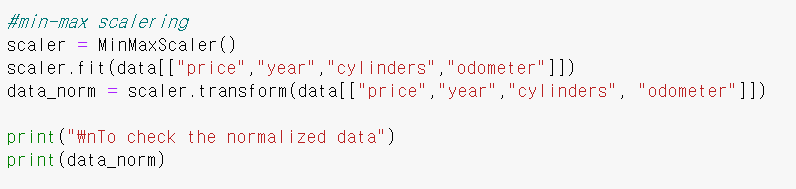 #min-max scalering
scaler = MinMaxScaler()
scaler.fit(data[["price","year","cylinders","odometer"]])
data_norm = scaler.transform(data[["price","year","cylinders", "odometer"]])
print("₩nTo check the normalized data")
print(data_norm)